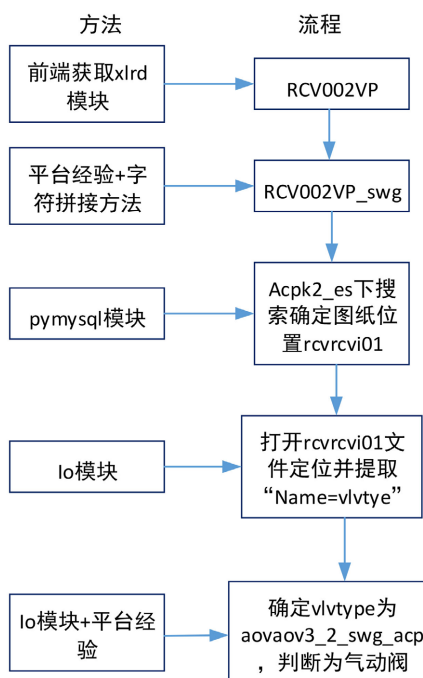 方法
流程
前端获取xlrd
模块
RCV002VP
平台经验+字
符拼接方法
RCV002VP_swg
pymysql模块
Acpk2_es下搜
索确定图纸位
置rcvrcvi01
Io模块
打开rcvrcvi01文
件定位并提取
“Name=vlvtye”
Io模块+平台经
验
确定vlvtype为
aovaov3_2_swg_acp
，判断为气动阀